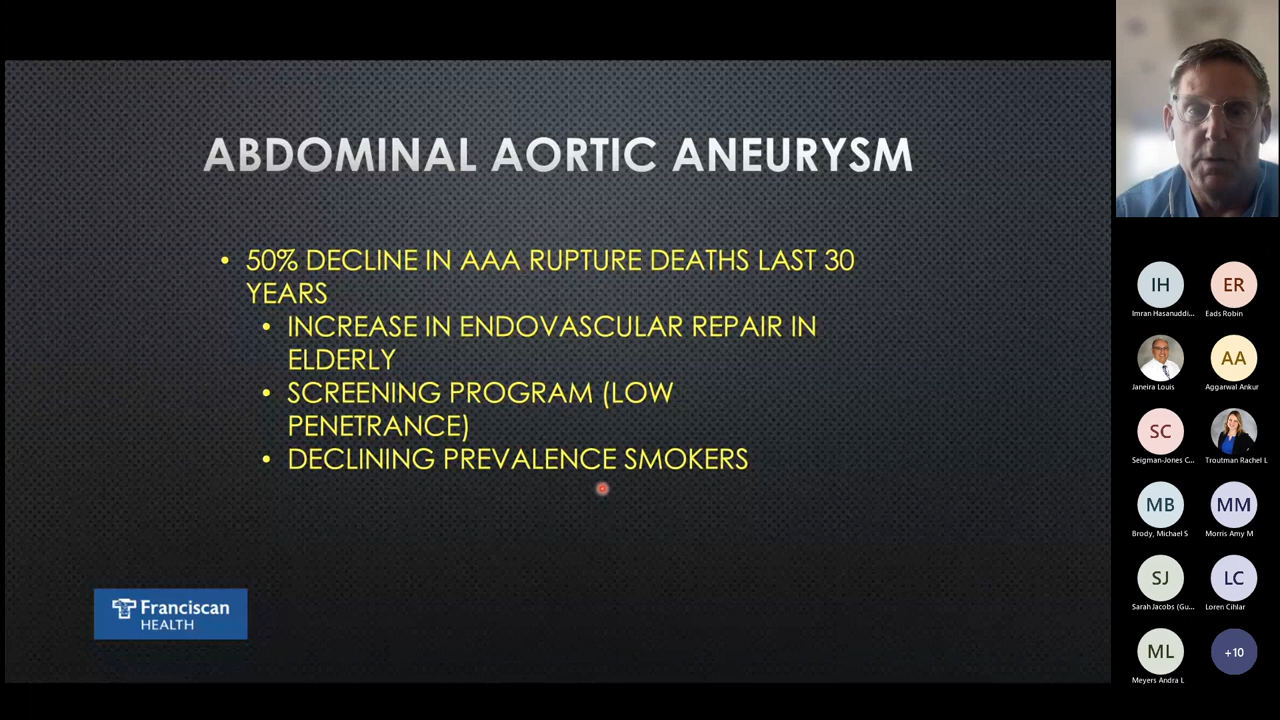 ABDOMINAL AORTIC ANEURYSM
• 50% DECLINE IN AAA RUPTURE DEATHS LAST 30
YEARS
• INCREASE IN ENDOVASCULAR REPAIR IN
ELDERLY
• SCREENING PROGRAM (LOW
PENETRANCE)
• DECLINING PREVALENCE SMOKERS
Franciscan
HEALTH
IH
ER
Imran Hasanuddi...
Eads Robin
AA
Janeira Louis
Aggarwal Ankur
SC
Seigman-Jones C...
Troutman Rachel L
MB
MM
Brody, Michael S
Morris Amy M
SJ
LC
Sarah Jacobs (Gu...
Loren Cihlar
ML
+10
Meyers Andra L